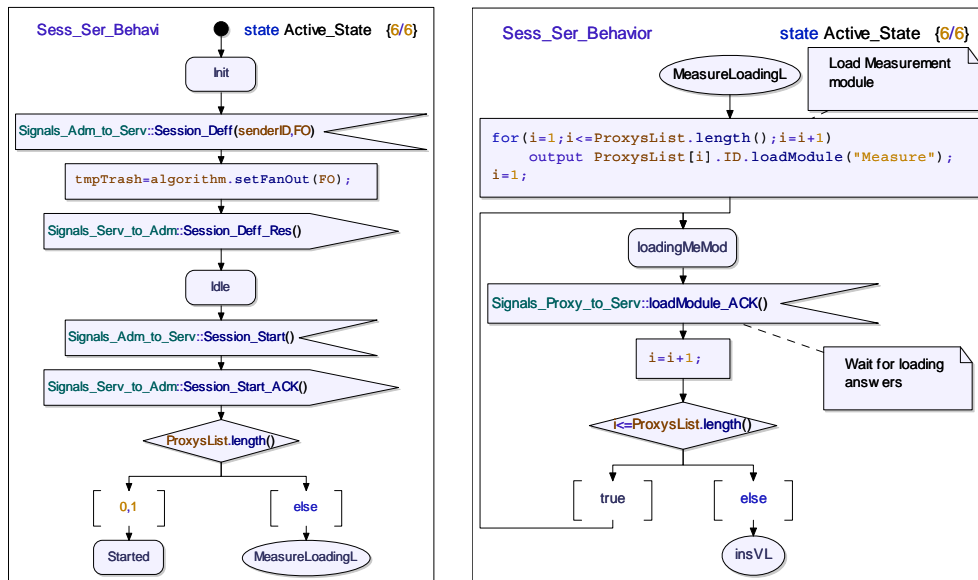 Sess_Ser_Behavi
state Active_State {6/6}
Init
Signals_Adm_to_Serv::Session_Deff(senderID,FO)
tmpTrash=algorithm.setFanOut(FO);
Signals_Serv_to_Adm::Session_Deff_Res()
Idle
Signals_Adm_to_Serv::Session_Start()
Signals_Serv_to_Adm::Session_Start_ACK()
ProxysList.length()
0,1
else
Started
MeasureLoadingL
Sess_Ser_Behavior
state Active_State {6/6}
MeasureLoadingL
Load Measurement
module
for(i=1;i<=ProxysList.length();i=i+1)
output ProxysList[i].ID.loadModule("Measure");
i=1;
loadingMeMod
Signals_Proxy_to_Serv::loadModule_ACK()
i=i+1;
Wait for loading
answers
i<=ProxysList.length()
true
else
insVL